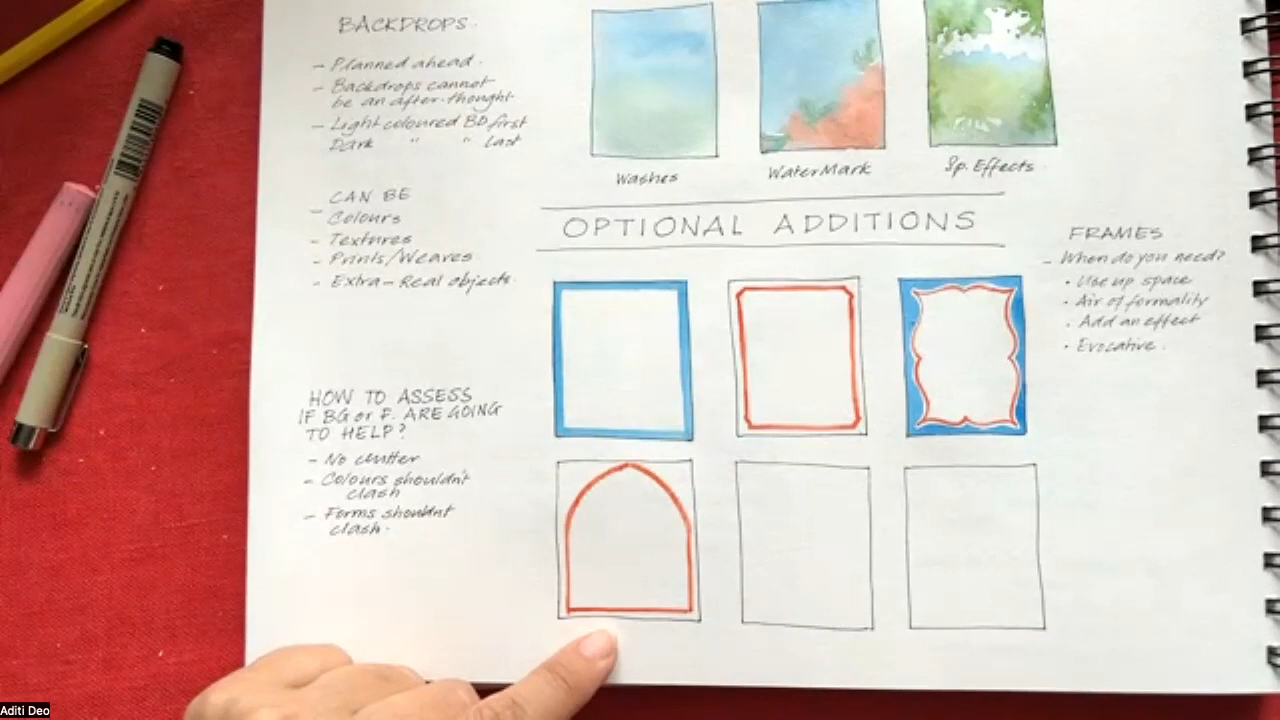 BACKDROPS.
- Planned ahead.
- Backdrops cannot
be an after-thought.
- Light coloured BD first
Dark " " Last
CAN BE
- Colours
- Textures
- Prints/Weaves
- Extra-Real objects.
HOW TO ASSESS
IF BG or F. ARE GOING
TO HELP?
- No clutter
- Colours shouldn't
clash
- Forms shouldnt
clash.
Washes
WaterMark
Sp. Effects
OPTIONAL ADDITIONS
FRAMES
- When do you need?
• Use up space
• Air of formality
• Add an effect
• Evocative.
Aditi Deo